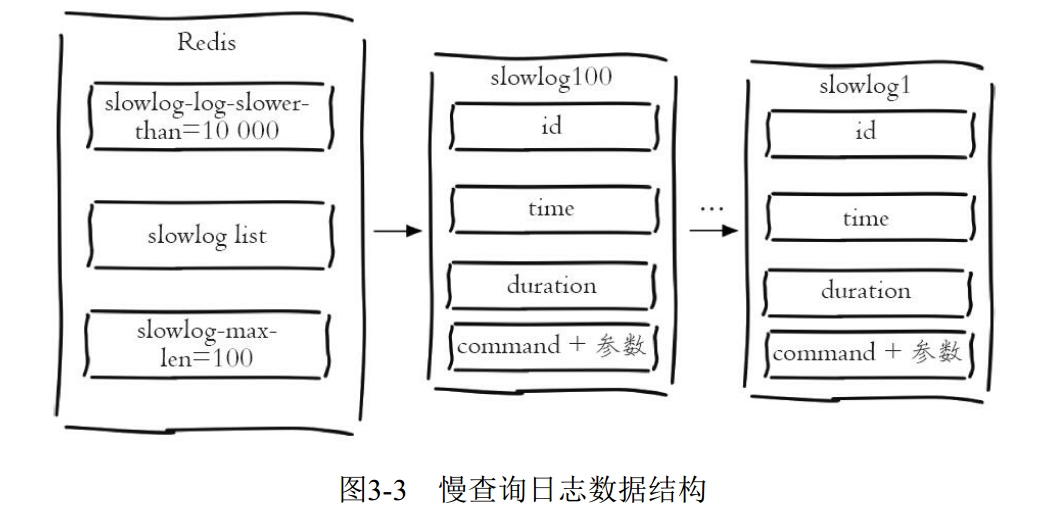 Redis
slowlog-log-slower-
than=10 000
slowlog list
slowlog-max-
len=100
slowlog100
id
time
duration
command + 参数
...
slowlog1
id
time
duration
command + 参数
图3-3 慢查询日志数据结构